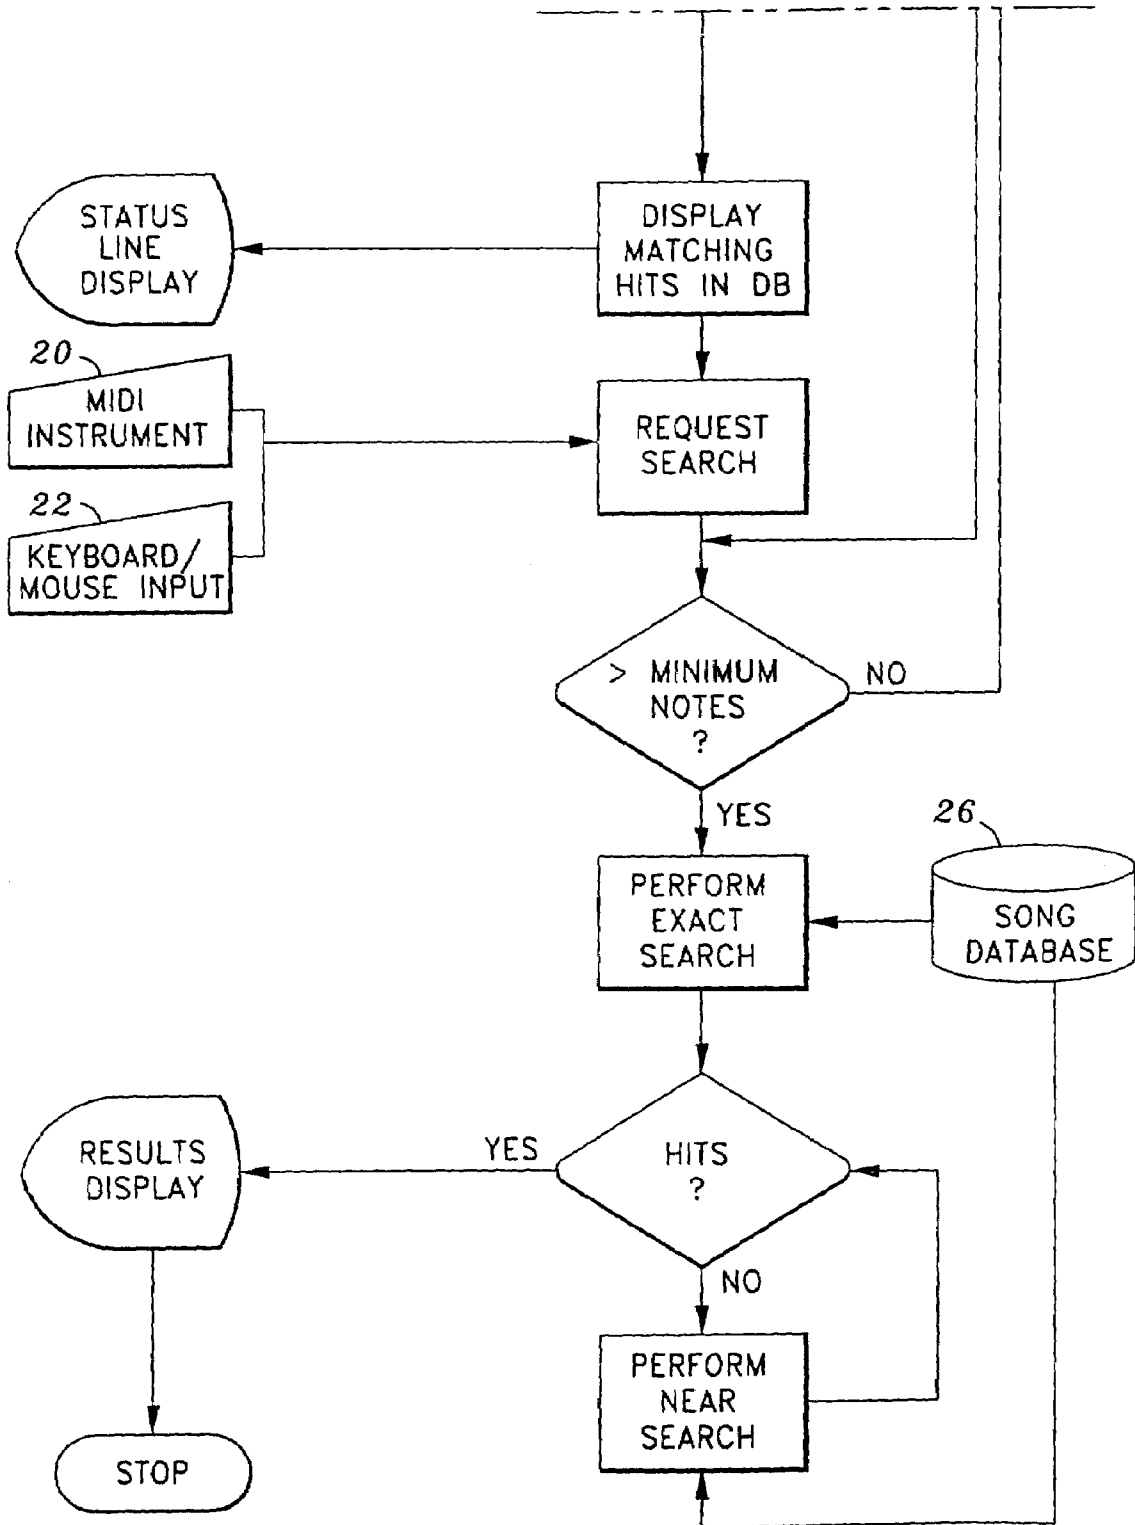 STATUS
LINE
DISPLAY
DISPLAY
MATCHING
HITS IN DB
20
MIDI
INSTRUMENT
REQUEST
SEARCH
22
KEYBOARD/
MOUSE INPUT
> MINIMUM
NOTES
?
NO
YES
26
PERFORM
EXACT
SEARCH
SONG
DATABASE
RESULTS
DISPLAY
YES
HITS
?
NO
PERFORM
NEAR
SEARCH
STOP